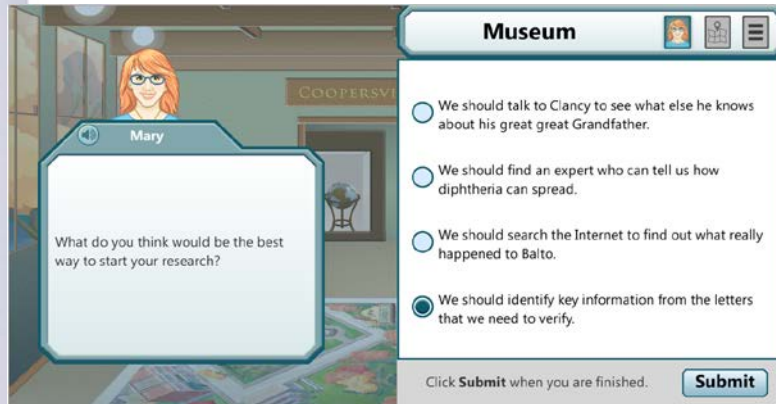 Museum
COOPERSVI
Mary
What do you think would be the best
way to start your research?
We should talk to Clancy to see what else he knows
about his great great Grandfather.
We should find an expert who can tell us how
diphtheria can spread.
We should search the Internet to find out what really
happened to Balto.
We should identify key information from the letters
that we need to verify.
Click Submit when you are finished.
Submit